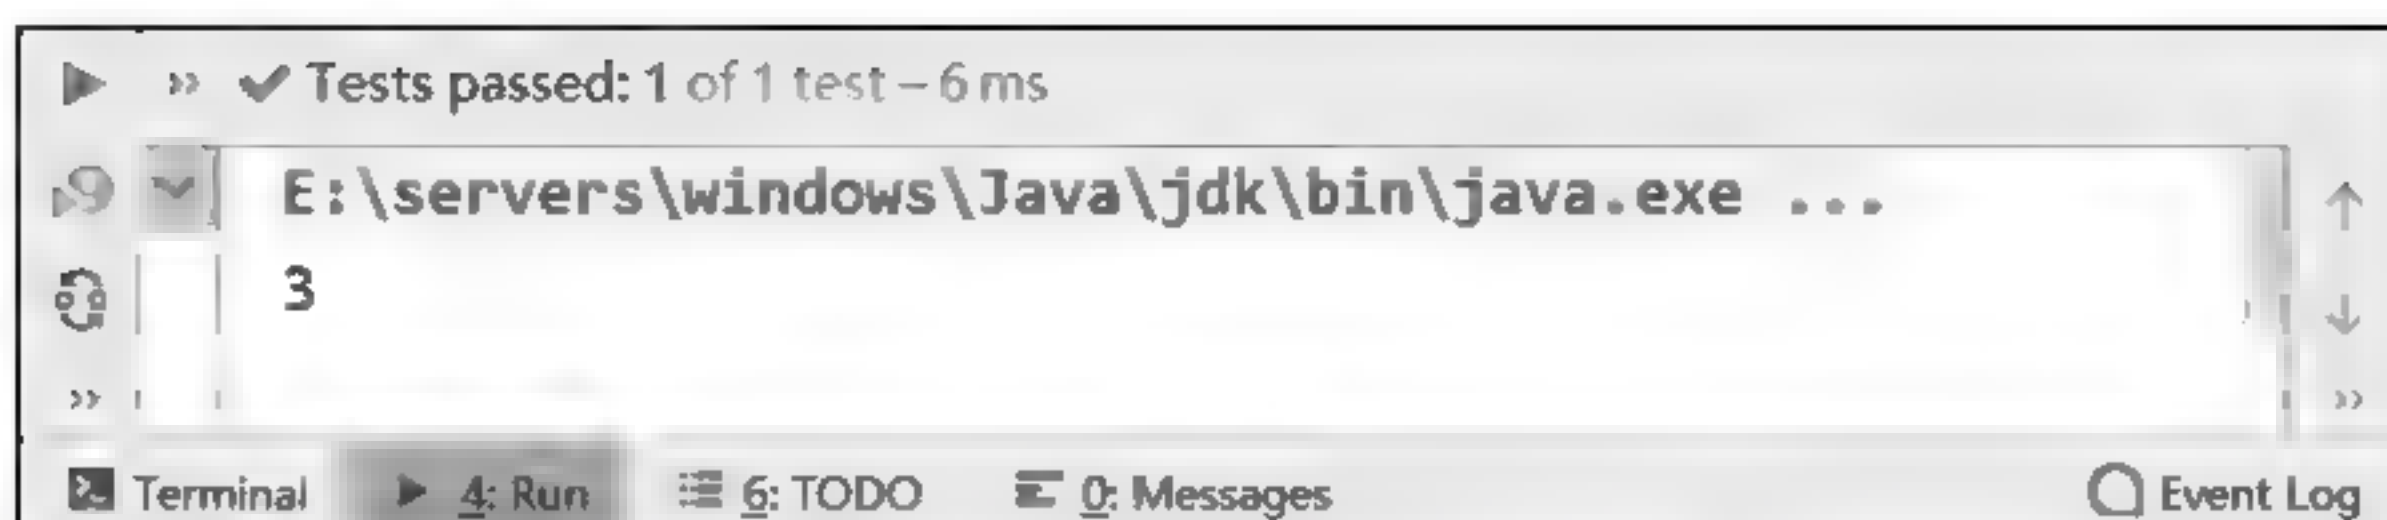 Tests passed: 1 of 1 test – 6 ms
E:\servers\windows\Java\jdk\bin\java.exe ...
3
Terminal 4: Run 6: TODO 0: Messages Event Log